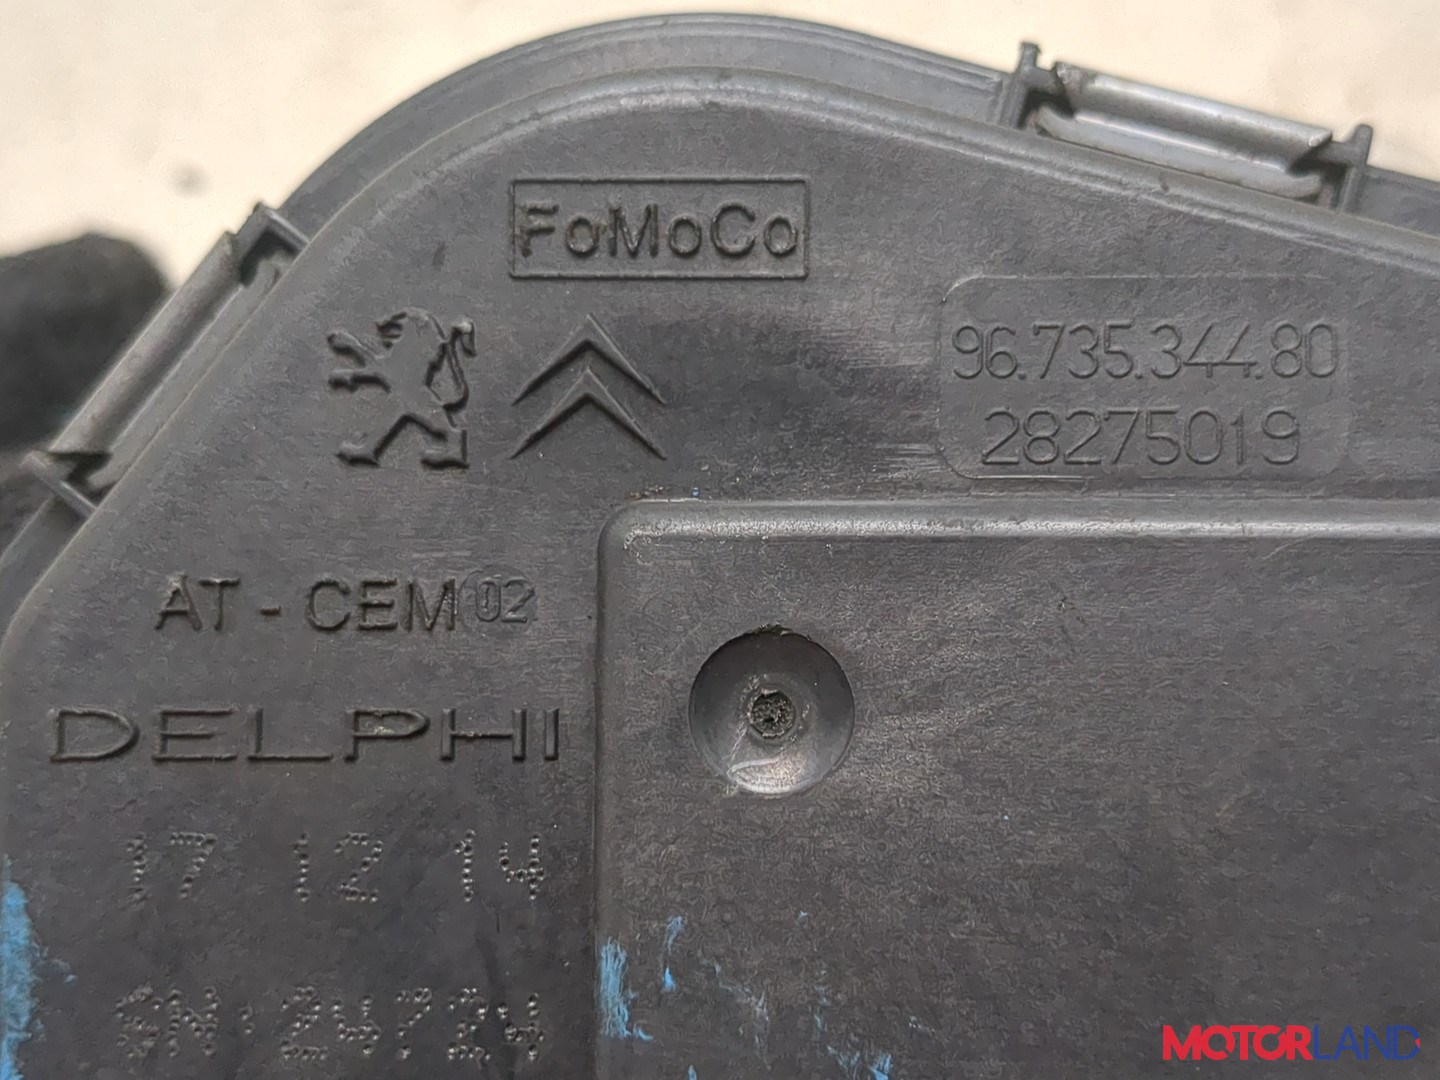 FoMoCo
96.735.344.80
28275019
AT - CEM 02
DELPHI
17 12 14
MOTORLAND